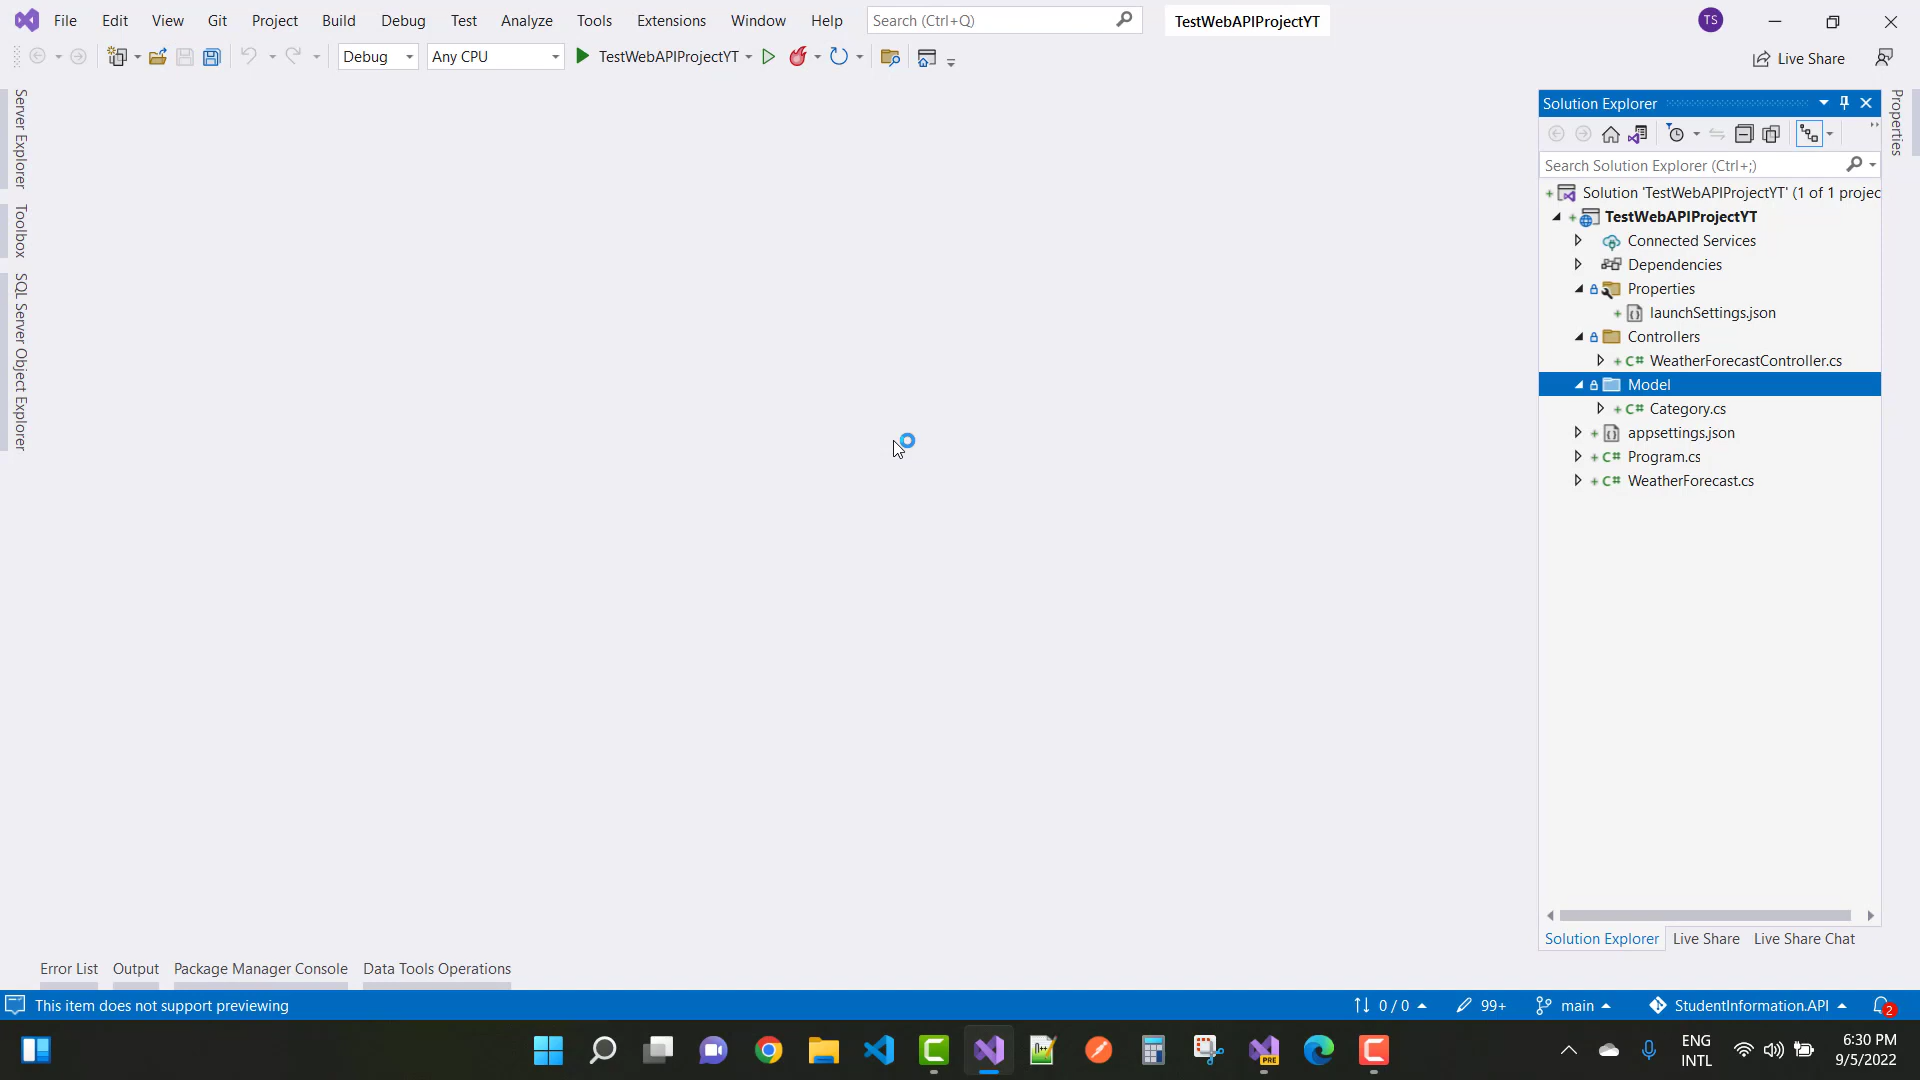 File Edit View Git Project Build Debug Test Analyze Tools Extensions Window Help Search (Ctrl+Q) TestWebAPIProjectYT TS
Debug Any CPU TestWebAPIProjectYT Live Share
Server Explorer
Toolbox
SQL Server Object Explorer
Solution Explorer
Properties
Search Solution Explorer (Ctrl+;)
Solution 'TestWebAPIProjectYT' (1 of 1 projec
TestWebAPIProjectYT
Connected Services
Dependencies
Properties
launchSettings.json
Controllers
C# WeatherForecastController.cs
Model
C# Category.cs
appsettings.json
C# Program.cs
C# WeatherForecast.cs
Solution Explorer Live Share Live Share Chat
Error List Output Package Manager Console Data Tools Operations
This item does not support previewing 0 / 0 99+ main StudentInformation.API 2
PRE
ENG
INTL
6:30 PM
9/5/2022